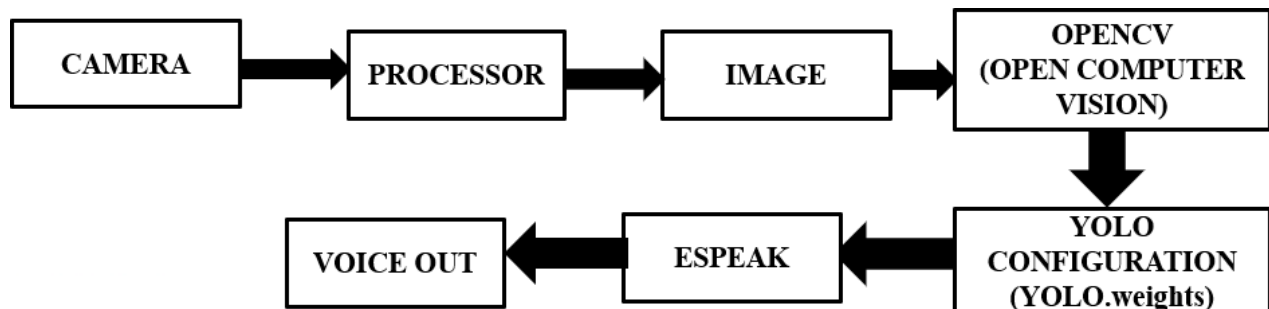 CAMERA
PROCESSOR
IMAGE
OPENCV
(OPEN COMPUTER
VISION)
YOLO
CONFIGURATION
(YOLO.weights)
ESPEAK
VOICE OUT